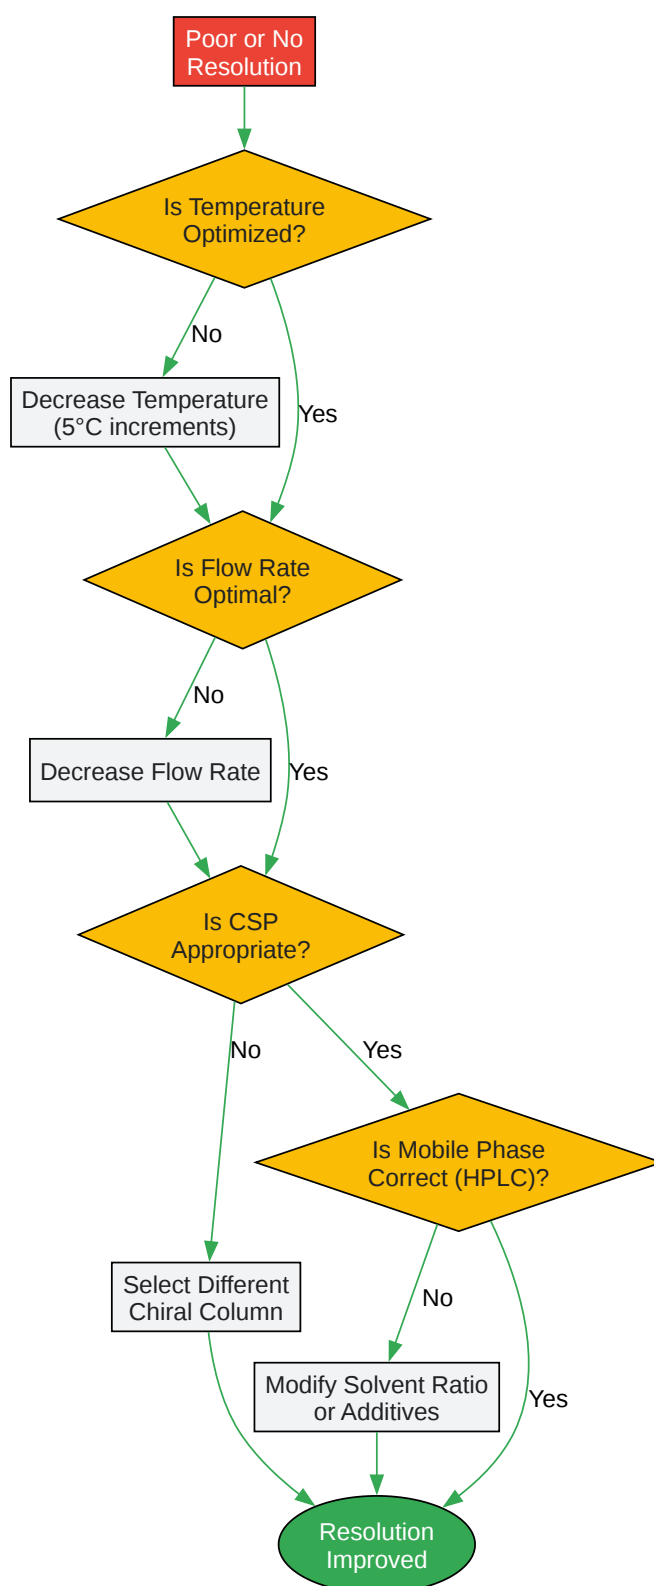 Poor or No
Resolution
Is Temperature
Optimized?
No
Decrease Temperature
(5°C increments)
Yes
Is Flow Rate
Optimal?
No
Decrease Flow Rate
Yes
Is CSP
Appropriate?
No
Yes
Is Mobile Phase
Correct (HPLC)?
Select Different
Chiral Column
No
Modify Solvent Ratio
or Additives
Yes
Resolution
Improved